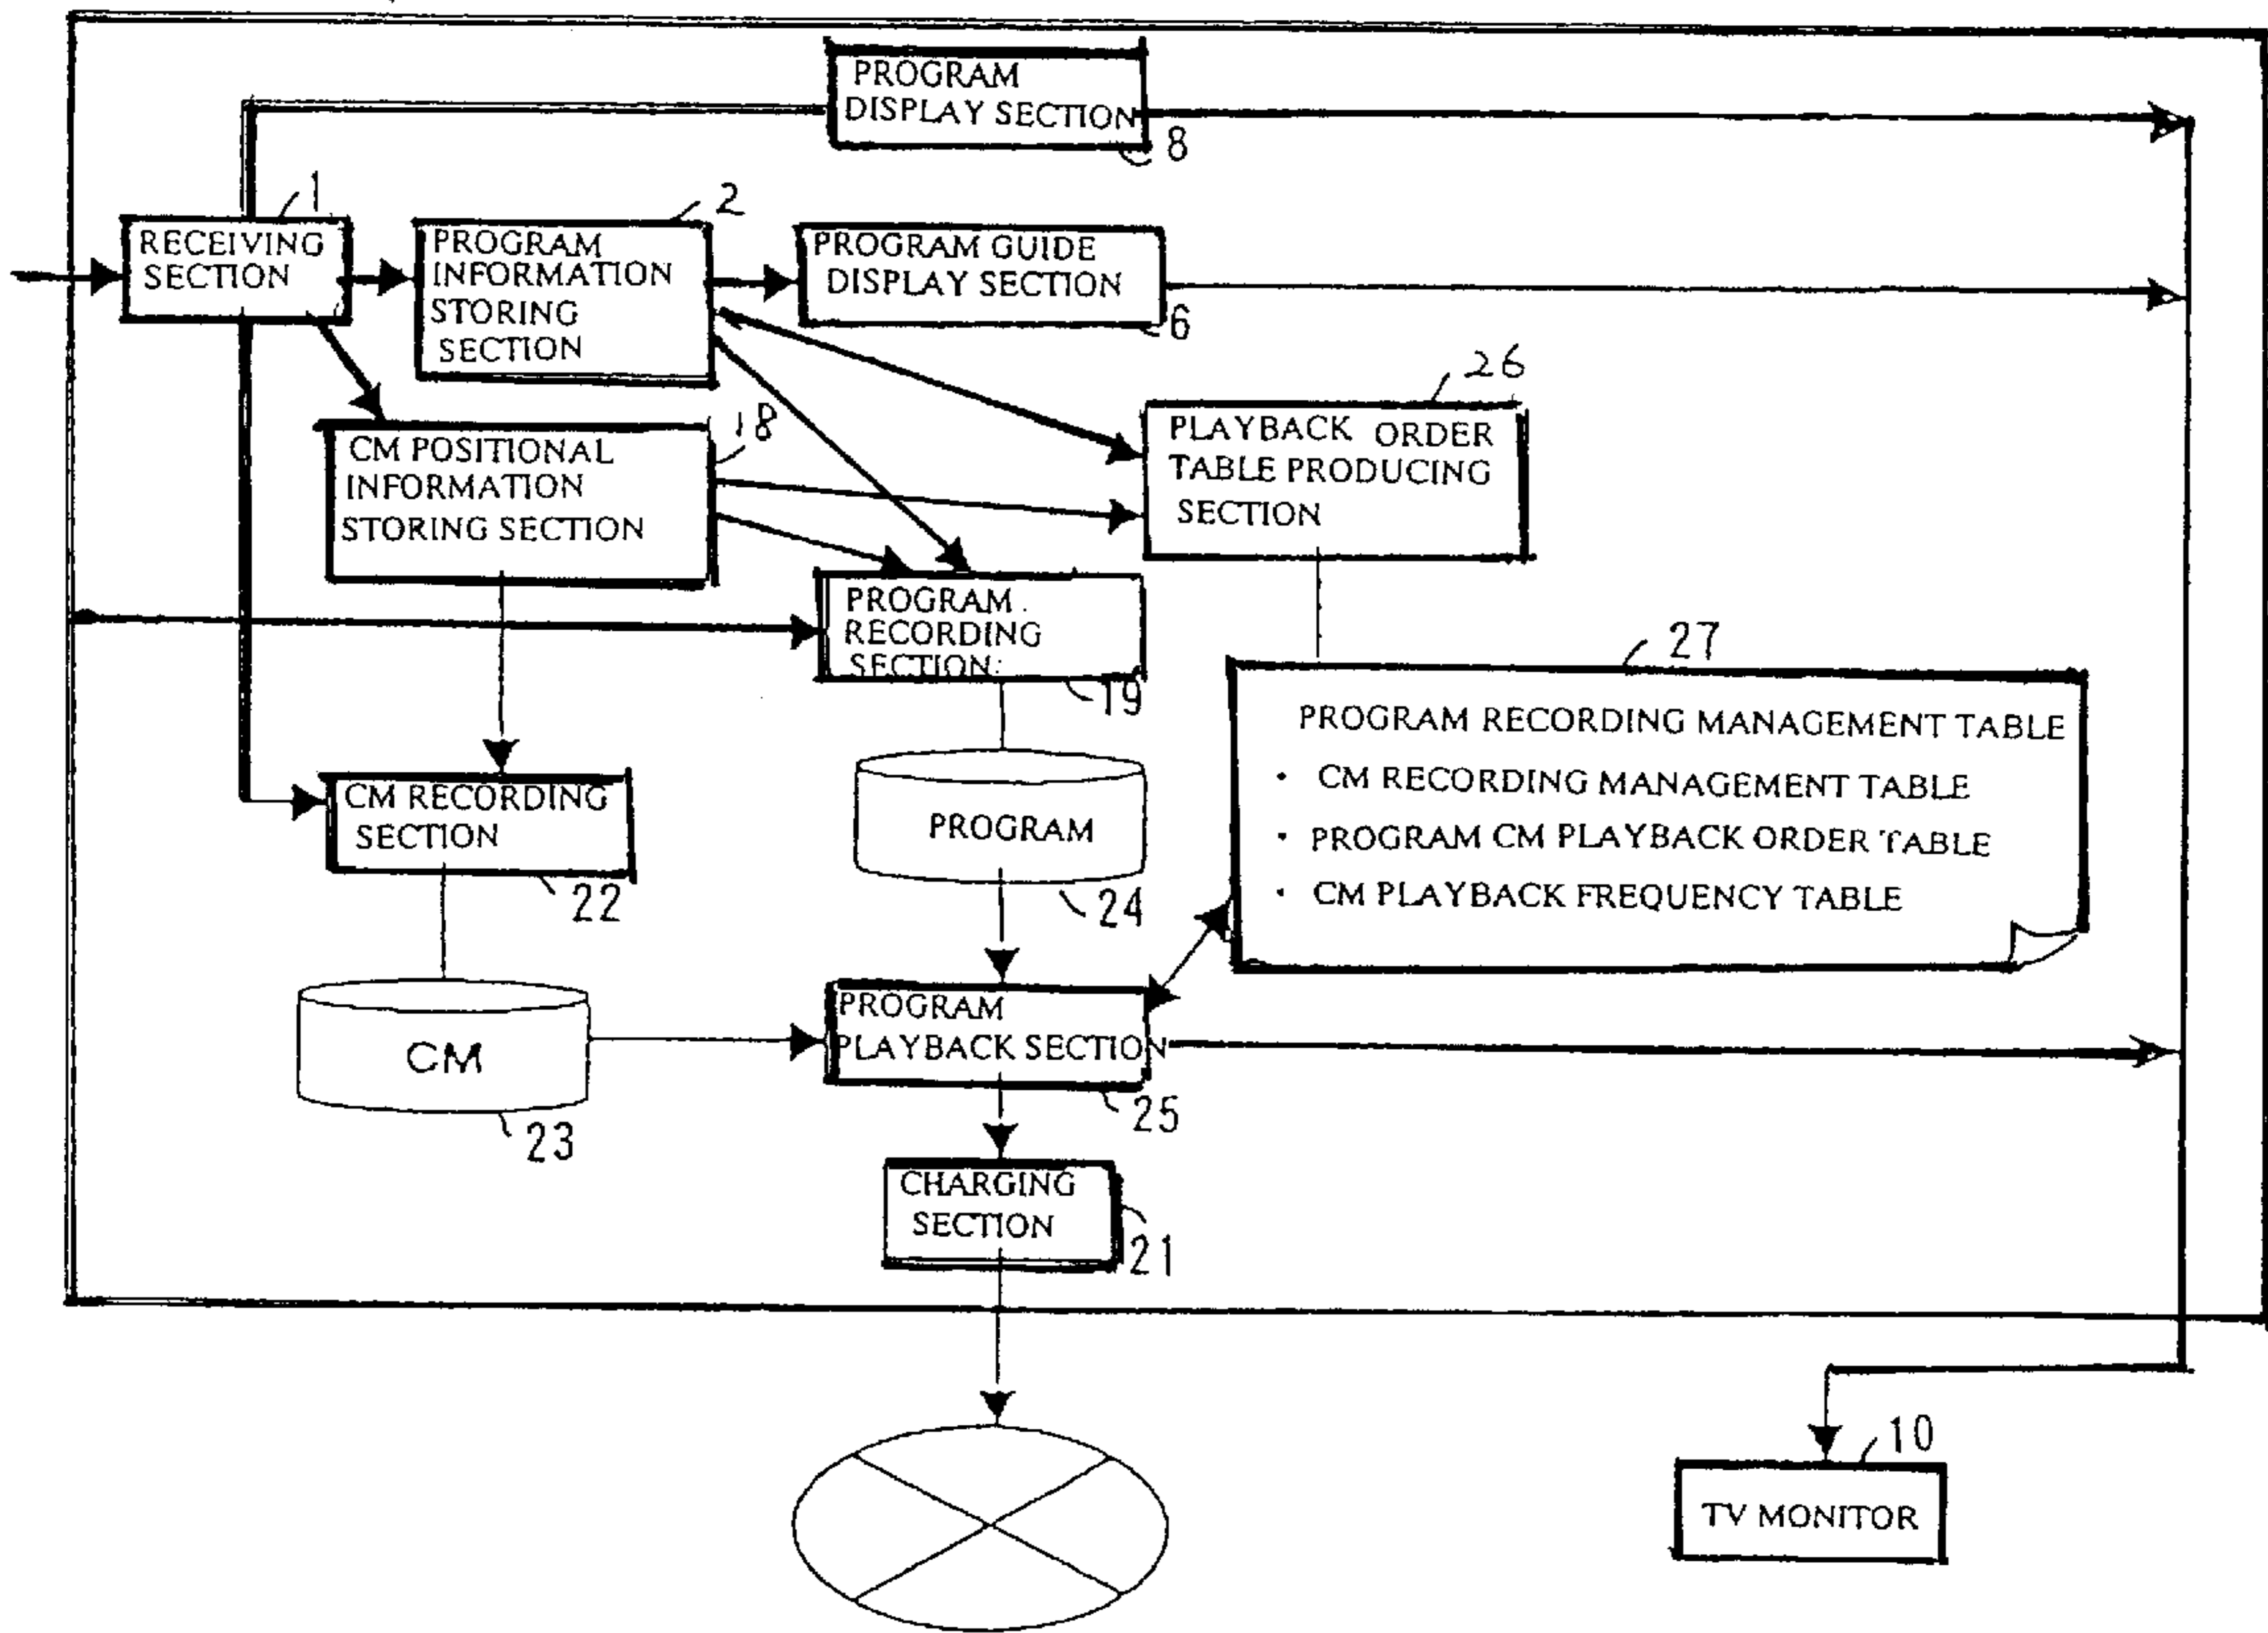 PROGRAM
DISPLAY SECTION
8
1
RECEIVING
SECTION
2
PROGRAM
INFORMATION
STORING
SECTION
PROGRAM GUIDE
DISPLAY SECTION
6
26
PLAYBACK ORDER
TABLE PRODUCING
SECTION
18
CM POSITIONAL
INFORMATION
STORING SECTION
PROGRAM
RECORDING
SECTION
19
27
PROGRAM RECORDING MANAGEMENT TABLE
· CM RECORDING MANAGEMENT TABLE
· PROGRAM CM PLAYBACK ORDER TABLE
· CM PLAYBACK FREQUENCY TABLE
CM RECORDING
SECTION
22
PROGRAM
24
CM
23
PROGRAM
PLAYBACK SECTION
25
CHARGING
SECTION
21
10
TV MONITOR